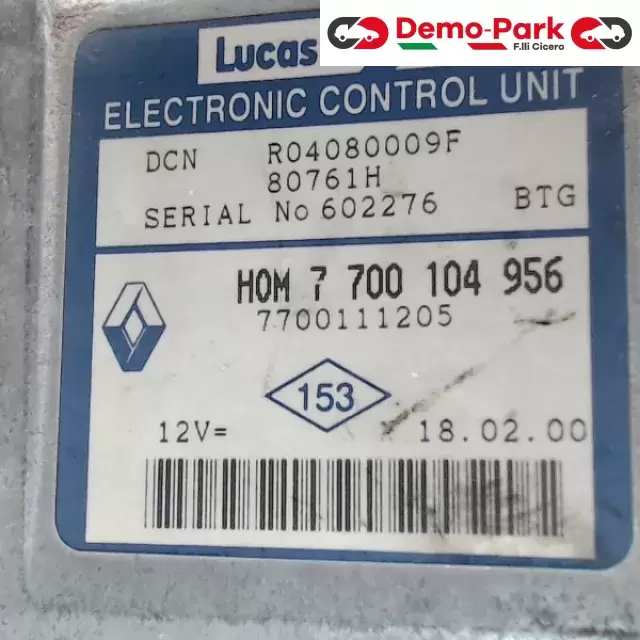 Demo-Park
F.lli Cicero
Lucas
ELECTRONIC CONTROL UNIT
DCN R04080009F
80761H
SERIAL No 602276 BTG
HOM 7 700 104 956
7700111205
153
12V= 18.02.00